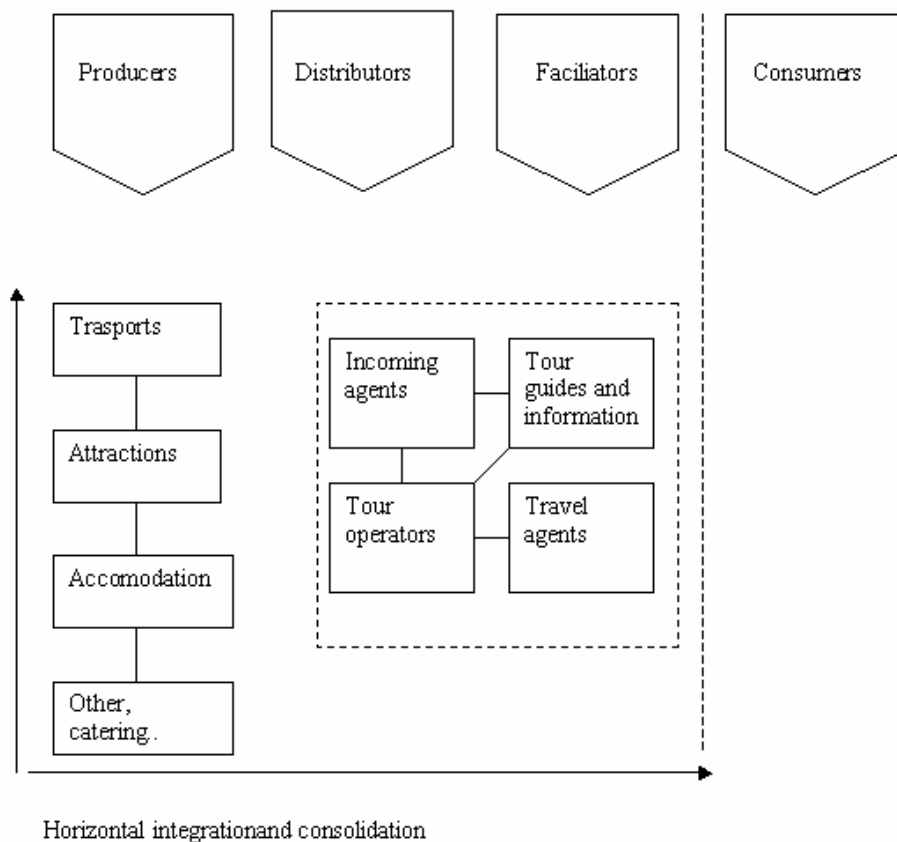 Producers
Distributors
Faciliators
Consumers
Trasports
Attractions
Accomodation
Other,
catering..
Incoming
agents
Tour
guides and
information
Tour
operators
Travel
agents
Horizontal integrationand consolidation